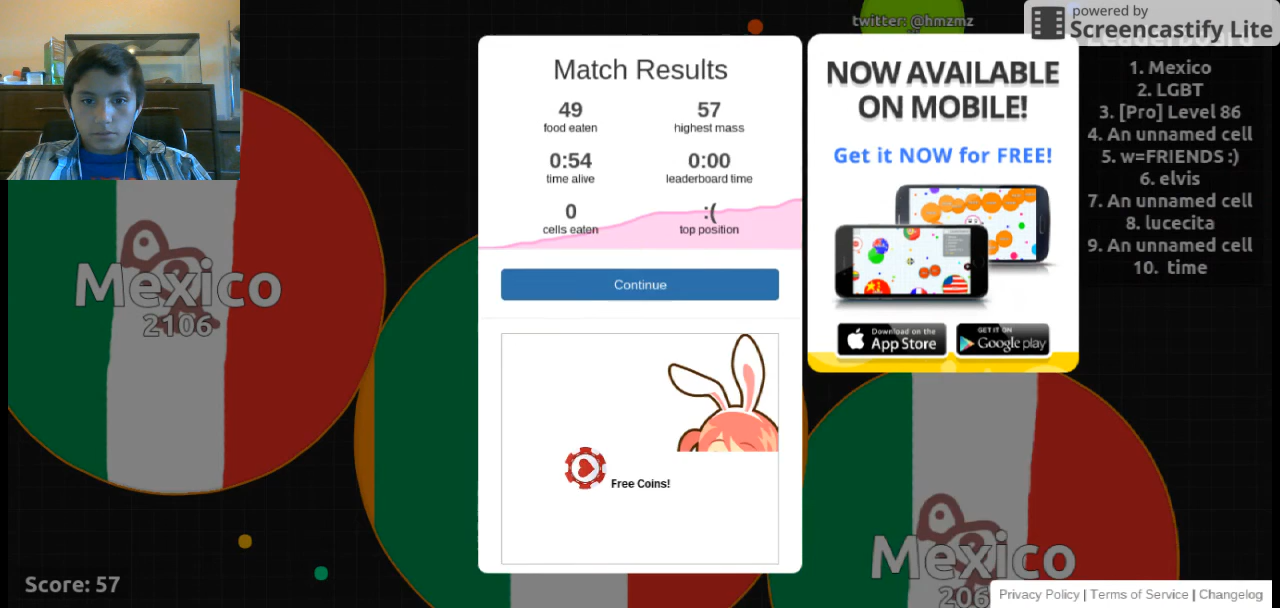 twitter: @hmzmz
powered by
Screencastify Lite
Match Results
49
food eaten
57
highest mass
0:54
time alive
0:00
leaderboard time
0
cells eaten
:(
top position
Continue
Free Coins!
NOW AVAILABLE
ON MOBILE!
Get it NOW for FREE!
Download on the
App Store
GET IT ON
Google play
1. Mexico
2. LGBT
3. [Pro] Level 86
4. An unnamed cell
5. w=FRIENDS :)
6. elvis
7. An unnamed cell
8. lucecita
9. An unnamed cell
10. time
Mexico
2106
Mexico
206
Score: 57
Privacy Policy | Terms of Service | Changelog